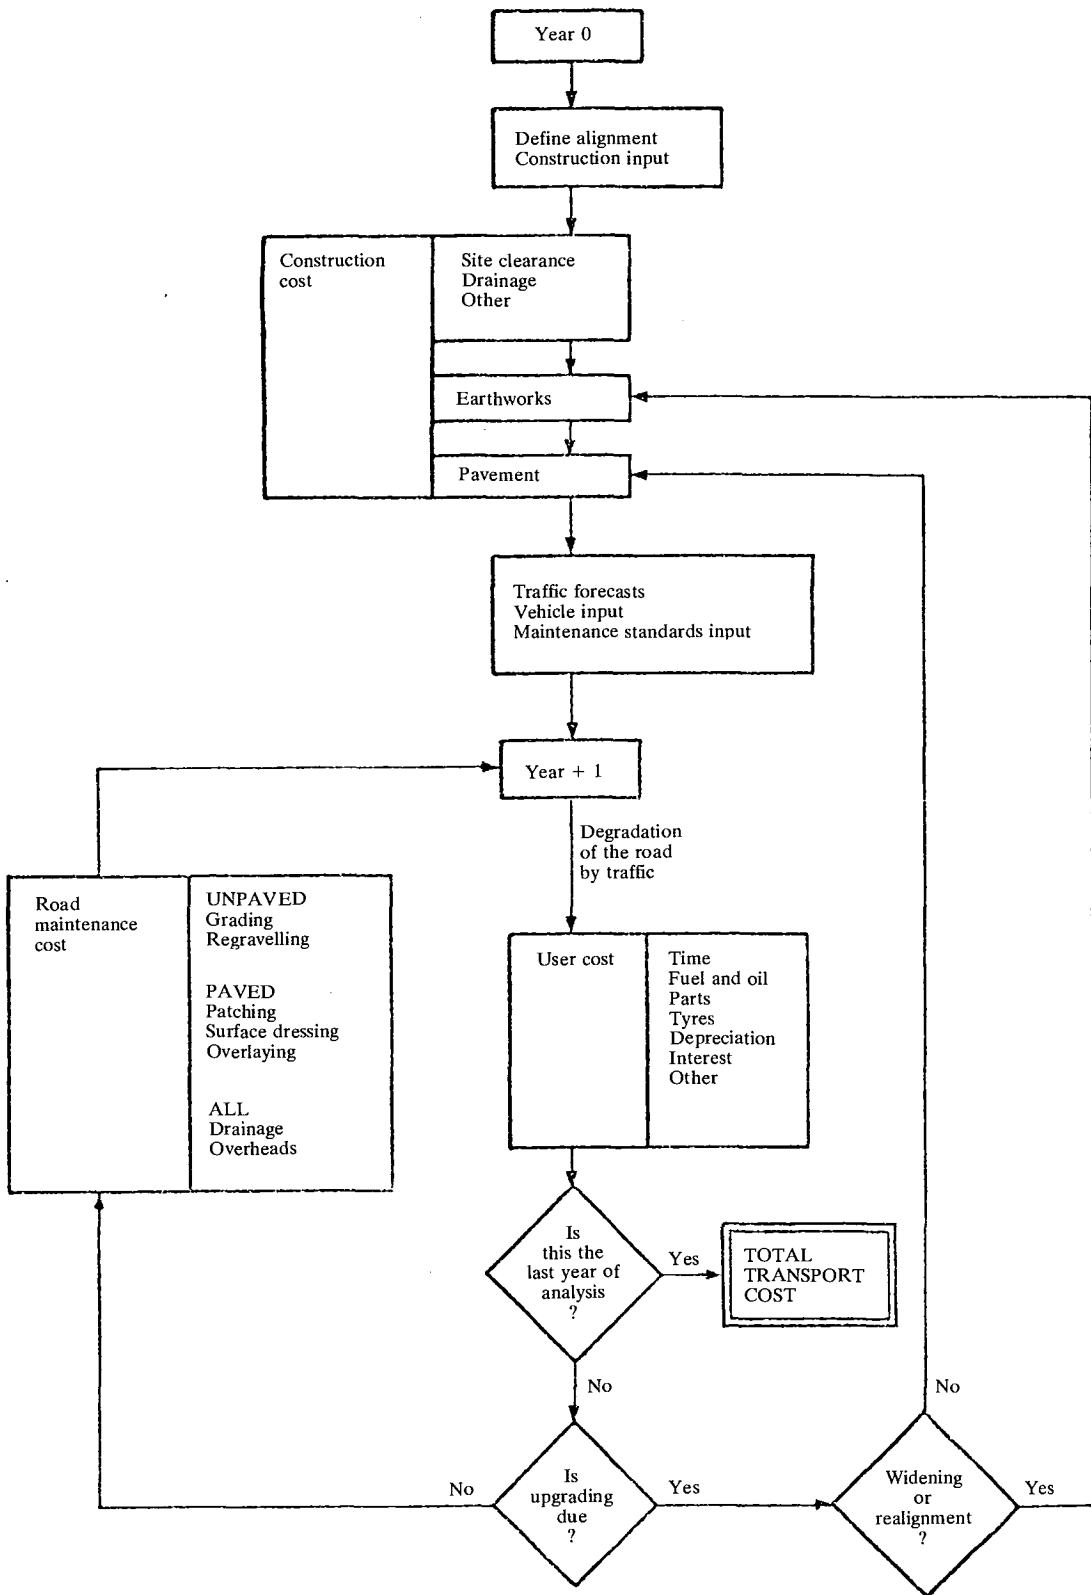 Year 0
Define alignment
Construction input
Construction
cost
Site clearance
Drainage
Other
Earthworks
Pavement
Traffic forecasts
Vehicle input
Maintenance standards input
Year + 1
Degradation
of the road
by traffic
Road
maintenance
cost
UNPAVED
Grading
Regravelling
PAVED
Patching
Surface dressing
Overlaying
ALL
Drainage
Overheads
User cost
Time
Fuel and oil
Parts
Tyres
Depreciation
Interest
Other
Is
this the
last year of
analysis
?
Yes
TOTAL
TRANSPORT
COST
No
Is
upgrading
due
?
No
Yes
Widening
or
realignment
?
No
Yes